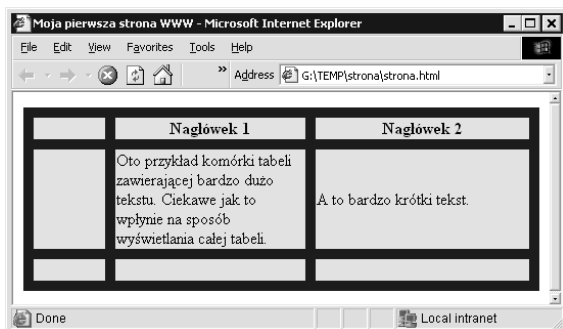 Moja pierwsza strona WWW - Microsoft Internet Explorer
File Edit View Favorites Tools Help
» Address G:\TEMP\strona\strona.html
Nagłówek 1 Nagłówek 2
Oto przykład komórki tabeli
zawierającej bardzo dużo
tekstu. Ciekawe jak to
wpłynie na sposób
wyświetlania całej tabeli.
A to bardzo krótki tekst.
Done Local intranet